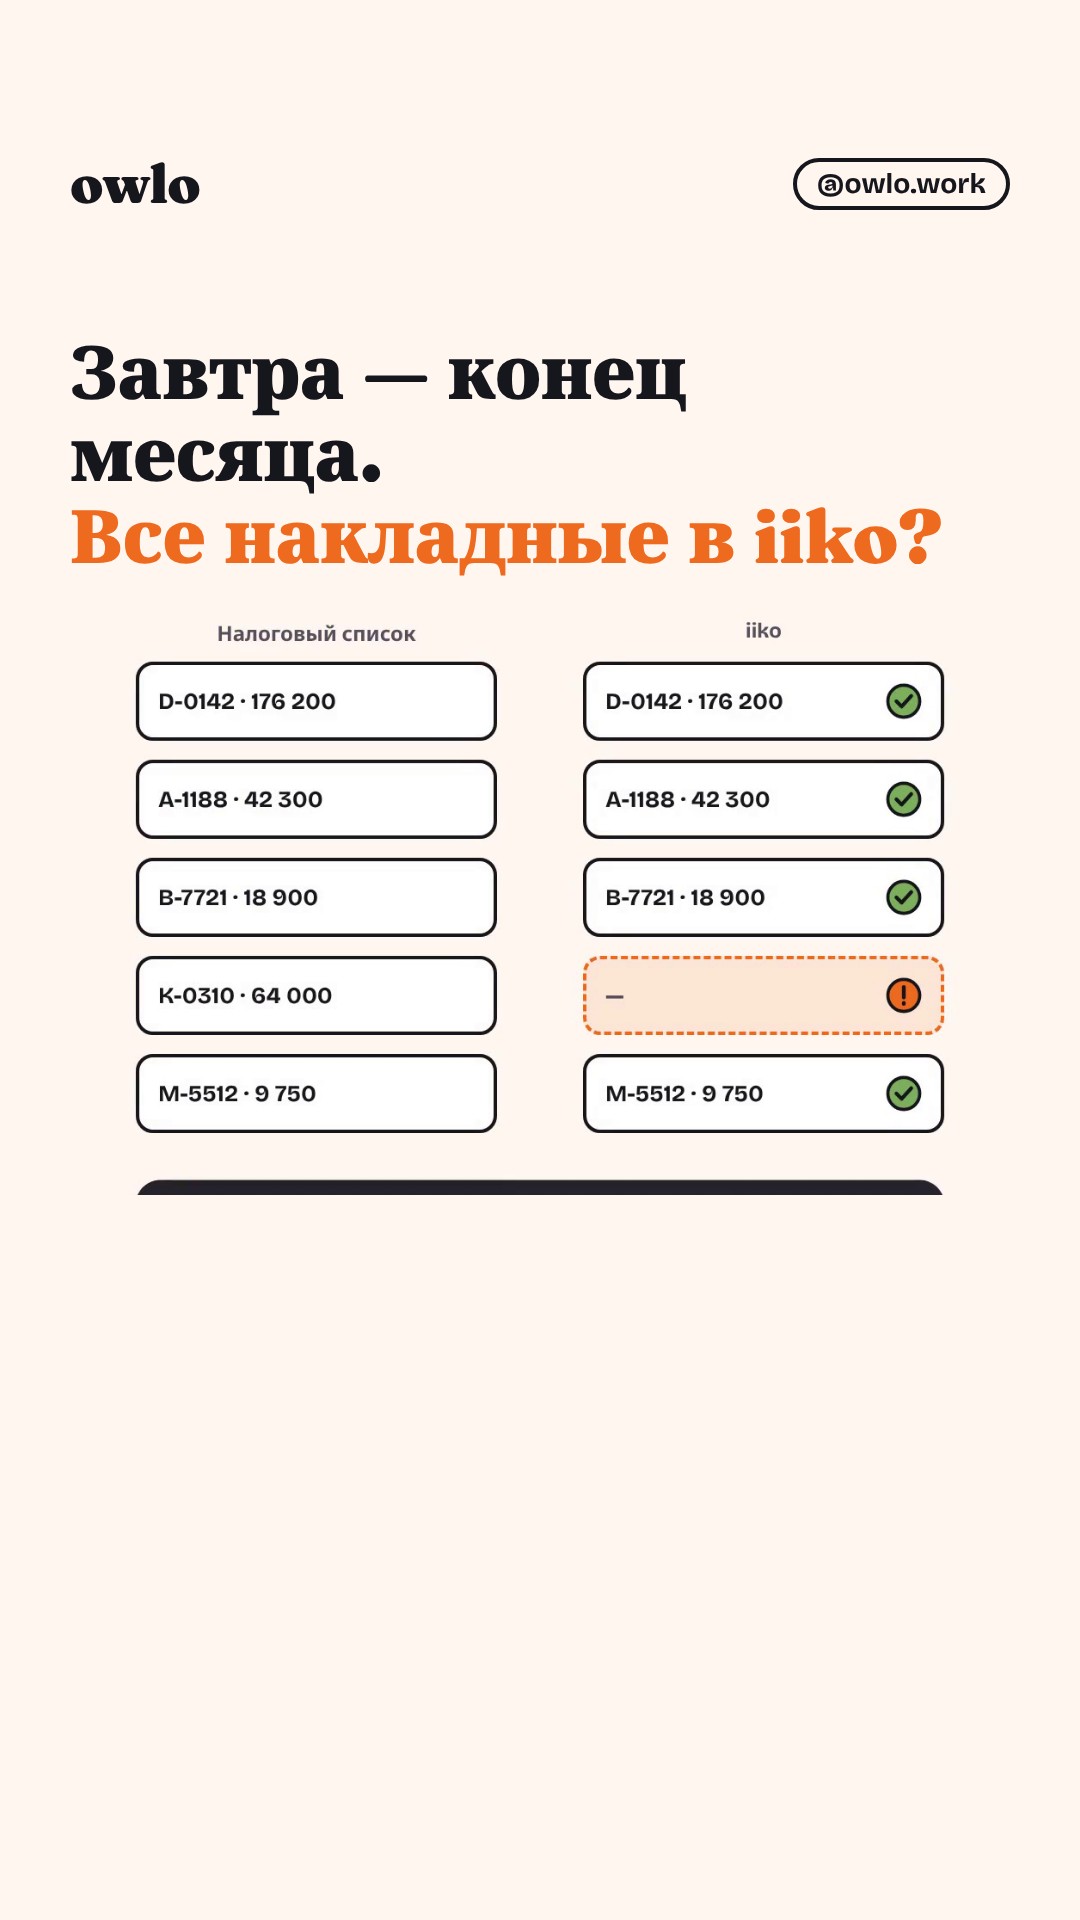 owlo
@owlo.work
Завтра — конец
месяца.
Все накладные в iiko?
Налоговый список
iiko
D-0142 · 176 200
D-0142 · 176 200
A-1188 · 42 300
A-1188 · 42 300
B-7721 · 18 900
B-7721 · 18 900
K-0310 · 64 000
—
M-5512 · 9 750
M-5512 · 9 750